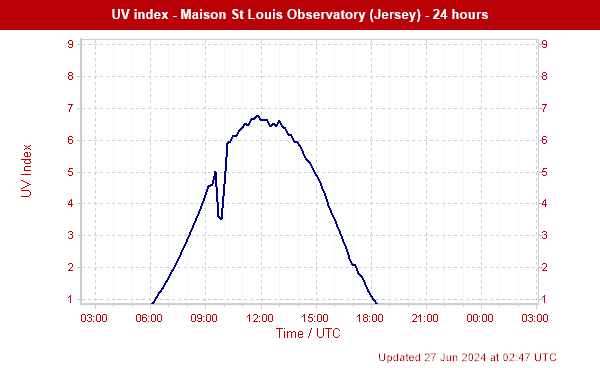 UV index - Maison St Louis Observatory (Jersey) - 24 hours
9 9
8 8
7 7
6 6
5 5
4 4
3 3
2 2
1 1
UV Index
03:00 06:00 09:00 12:00 15:00 18:00 21:00 00:00 03:00
Time / UTC
Updated 27 Jun 2024 at 02:47 UTC